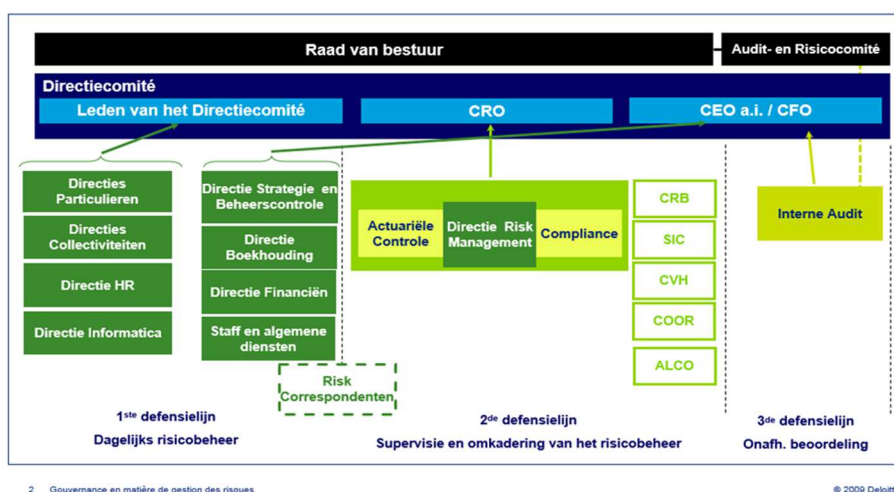 Raad van bestuur
Audit- en Risicocomité
Directiecomité
Leden van het Directiecomité
CRO
CEO a.i. / CFO
Directies
Particulieren
Directies
Collectiviteiten
Directie HR
Directie Informatica
Directie Strategie en
Beheerscontrole
Directie
Boekhouding
Directie Financiën
Staff en algemene
diensten
Risk
Correspondenten
Actuariële
Controle
Directie Risk
Management
Compliance
CRB
SIC
CVH
COOR
ALCO
Interne Audit
1ste defensielijn
Dagelijks risicobeheer
2de defensielijn
Supervisie en omkadering van het risicobeheer
3de defensielijn
Onafh. beoordeling
2 Gouvernance en matière de gestion des risques
© 2009 Deloitt